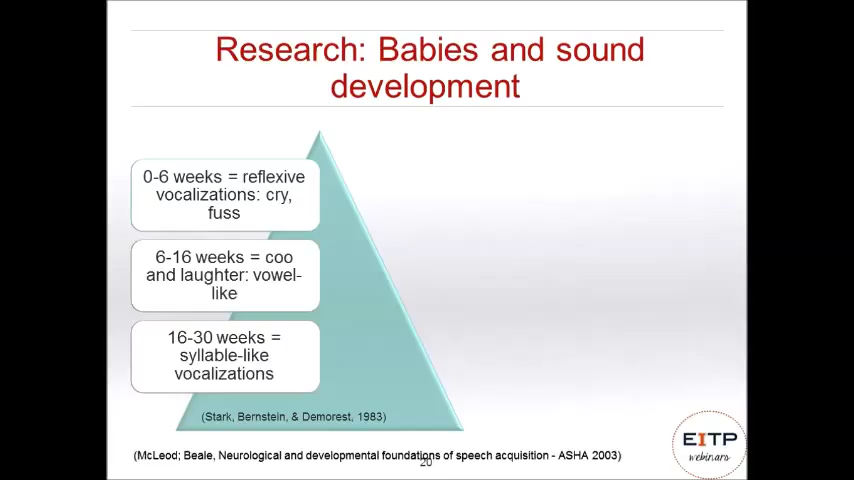 Research: Babies and sound
development
0-6 weeks = reflexive
vocalizations: cry,
fuss
6-16 weeks = coo
and laughter: vowel-
like
16-30 weeks =
syllable-like
vocalizations
(Stark, Bernstein, & Demorest, 1983)
(McLeod; Beale, Neurological and developmental foundations of speech acquisition - ASHA 2003)
20
EITP
webinars